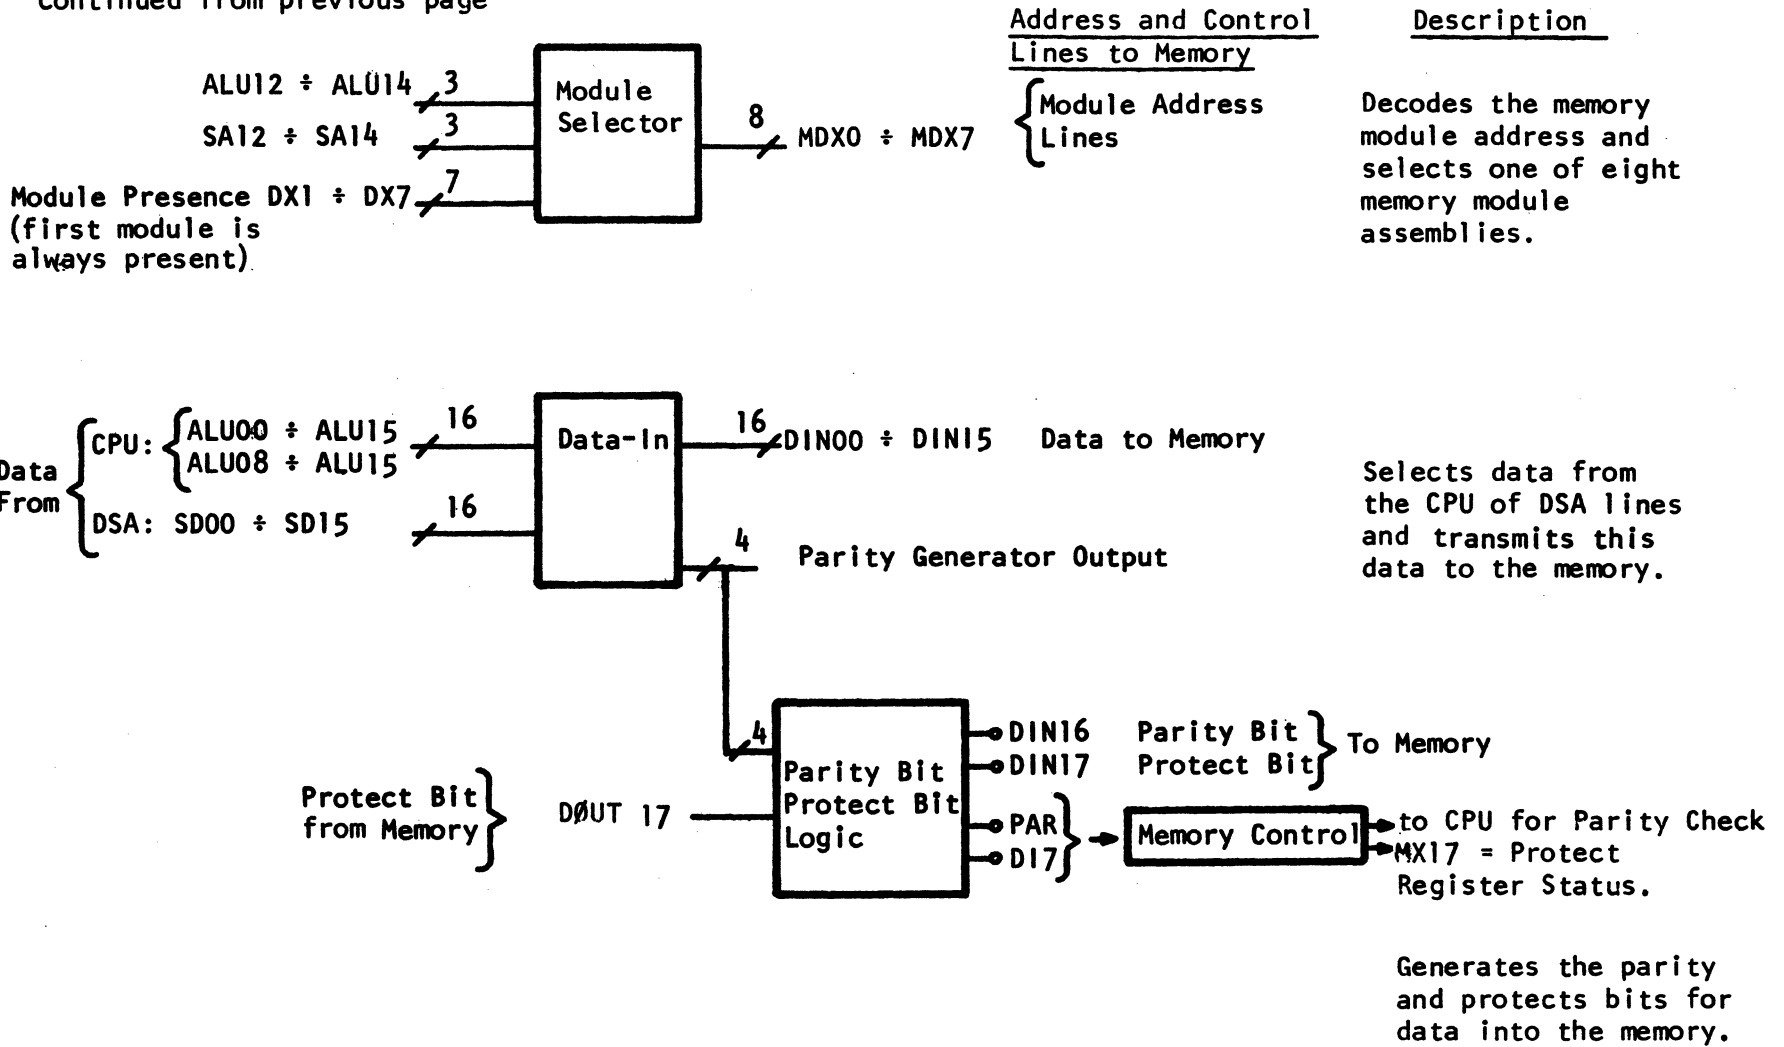 Continued from previous page
Address and Control
Lines to Memory
Description
ALU12 ÷ ALU14 3
SA12 ÷ SA14 3
Module Presence DX1 ÷ DX7 7
(first module is
always present)
Module
Selector
8
MDX0 ÷ MDX7
Module Address
Lines
Decodes the memory
module address and
selects one of eight
memory module
assemblies.
Data
From
CPU:
ALU00 ÷ ALU15
ALU08 ÷ ALU15
16
DSA: SD00 ÷ SD15
16
Data-In
16
DIN00 ÷ DIN15 Data to Memory
4
Parity Generator Output
Selects data from
the CPU of DSA lines
and transmits this
data to the memory.
4
Protect Bit
from Memory
DØUT 17
Parity Bit
Protect Bit
Logic
DIN16 Parity Bit
DIN17 Protect Bit
To Memory
PAR
DI7
Memory Control
to CPU for Parity Check
MX17 = Protect
Register Status.
Generates the parity
and protects bits for
data into the memory.